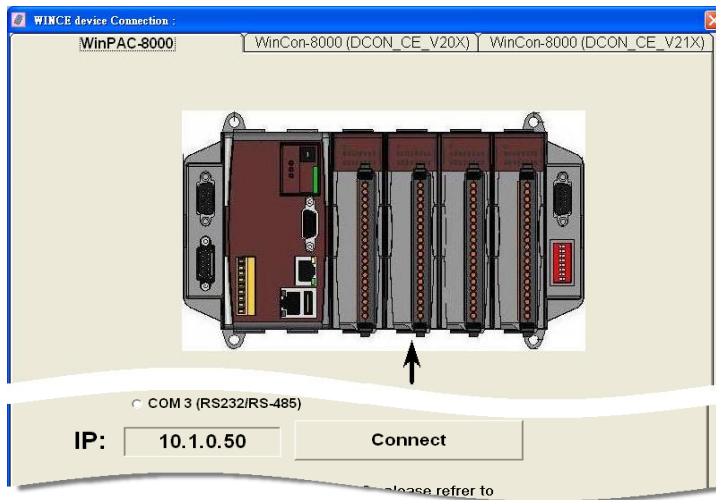 WINCE device Connection :
WinPAC-8000 WinCon-8000 (DCON_CE_V20X) WinCon-8000 (DCON_CE_V21X)
COM 3 (RS232/RS-485)
IP: 10.1.0.50 Connect
please refrer to